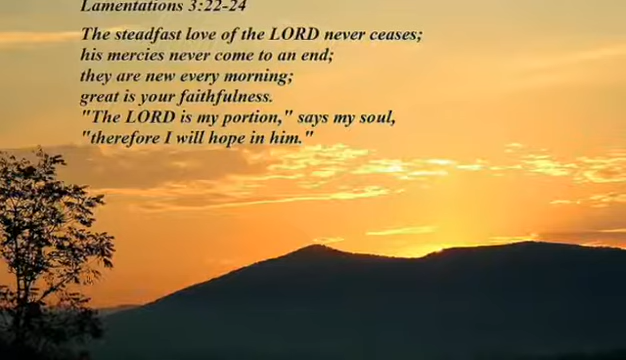 Lamentations 3:22-24
The steadfast love of the LORD never ceases;
his mercies never come to an end;
they are new every morning;
great is your faithfulness.
"The LORD is my portion," says my soul,
"therefore I will hope in him."